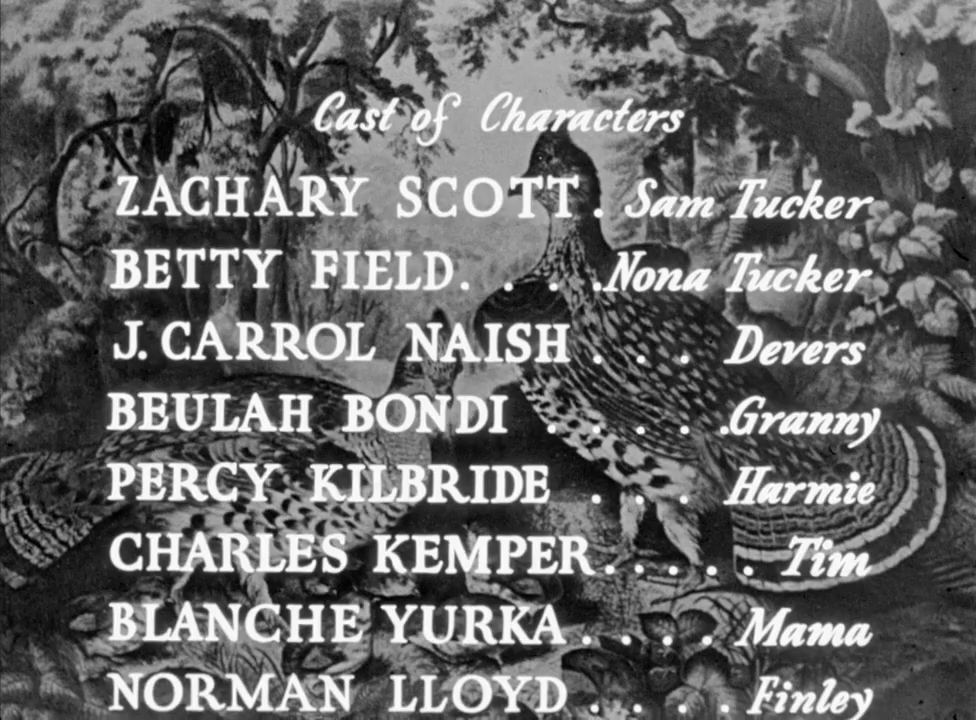 Cast of Characters
ZACHARY SCOTT . Sam Tucker
BETTY FIELD. . . .Nona Tucker
J. CARROL NAISH . . . Devers
BEULAH BONDI . . . . .Granny
PERCY KILBRIDE . . . Harmie
CHARLES KEMPER. . . . . Tim
BLANCHE YURKA . . . . Mama
NORMAN LLOYD . . . . Finley